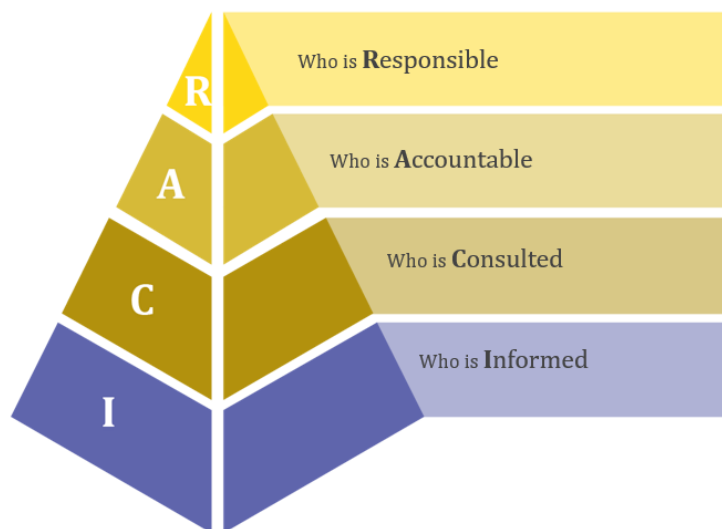 R
Who is Responsible
A
Who is Accountable
C
Who is Consulted
I
Who is Informed